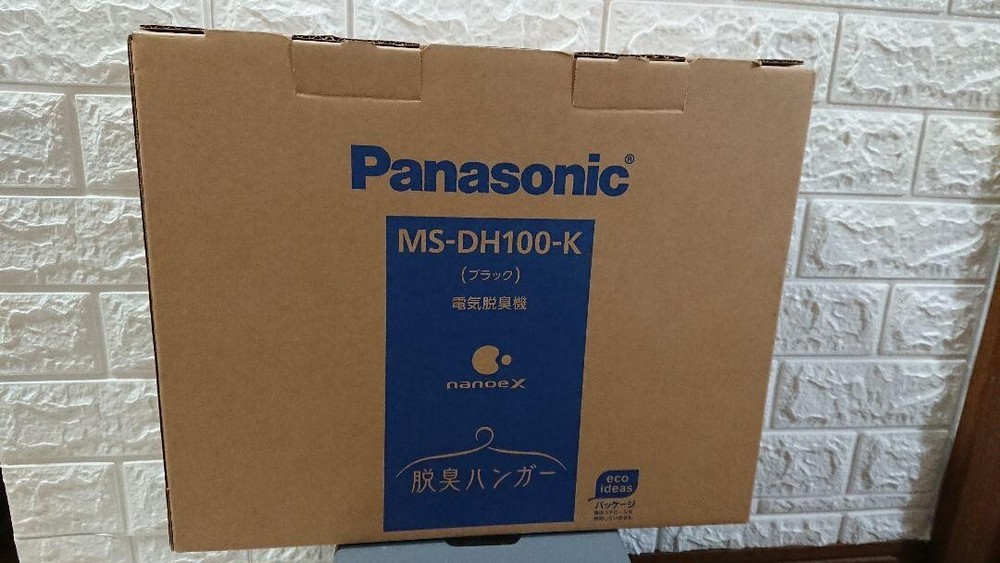 Panasonic®
MS-DH100-K
(ブラック)
電気脱臭機
nanoeX
脱臭ハンガー
eco
ideas
パッケージ